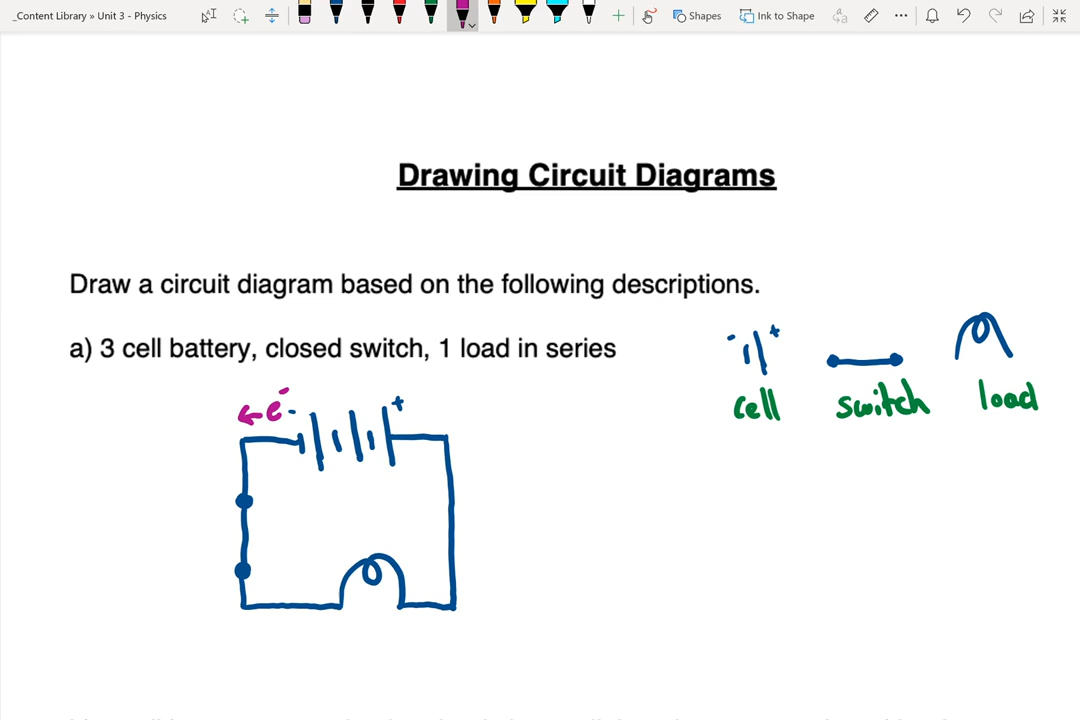 _Content Library » Unit 3 - Physics
Shapes
Ink to Shape
Drawing Circuit Diagrams
Draw a circuit diagram based on the following descriptions.
a) 3 cell battery, closed switch, 1 load in series
- +
cell
switch
load
← e⁻ - +